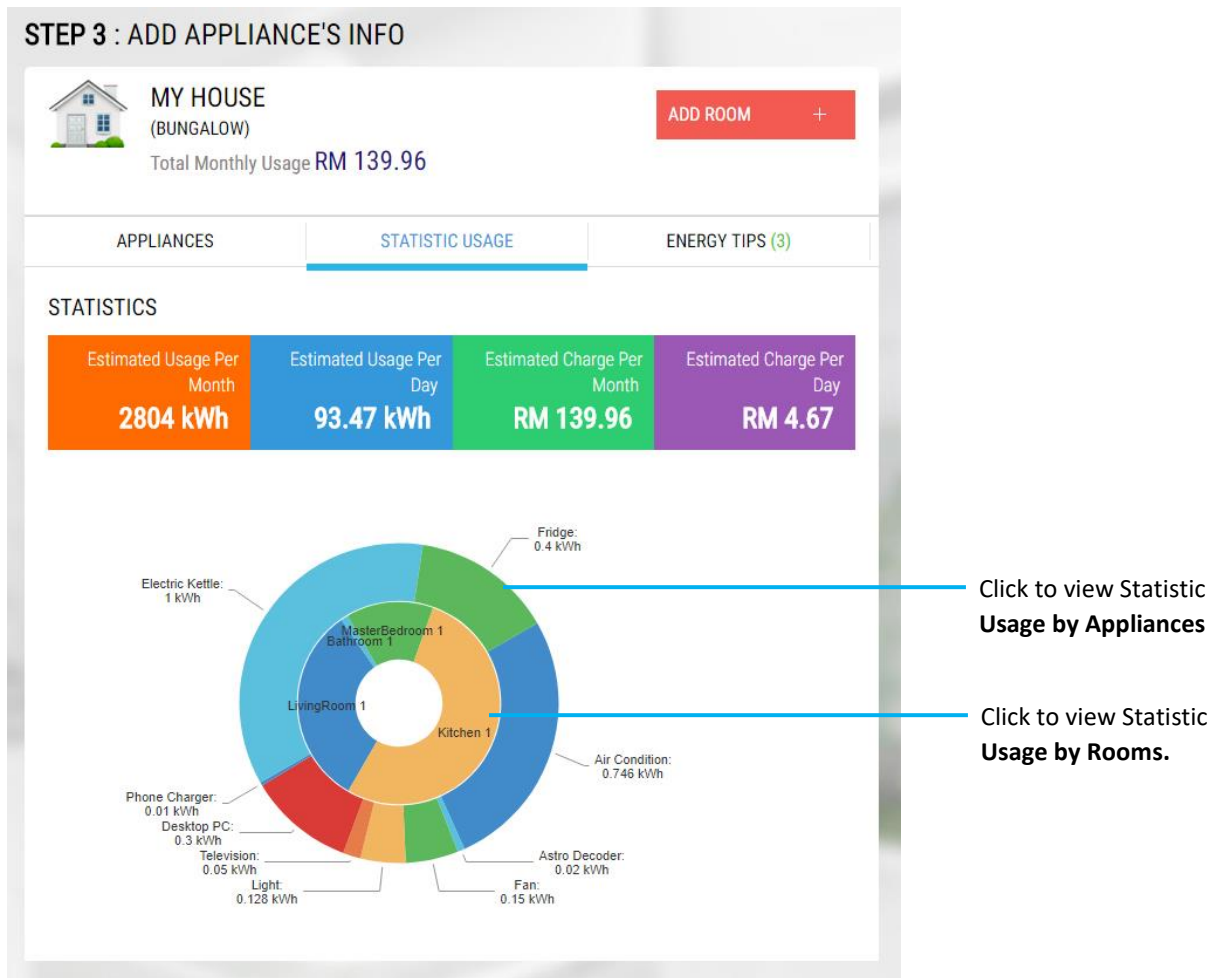 STEP 3 : ADD APPLIANCE'S INFO
MY HOUSE
(BUNGALOW)
Total Monthly Usage RM 139.96
ADD ROOM +
APPLIANCES
STATISTIC USAGE
ENERGY TIPS (3)
STATISTICS
Estimated Usage Per
Month
2804 kWh
Estimated Usage Per
Day
93.47 kWh
Estimated Charge Per
Month
RM 139.96
Estimated Charge Per
Day
RM 4.67
Fridge:
0.4 kWh
Electric Kettle:
1 kWh
MasterBedroom 1
Bathroom 1
LivingRoom 1
Kitchen 1
Air Condition:
0.746 kWh
Phone Charger:
0.01 kWh
Desktop PC:
0.3 kWh
Television:
0.05 kWh
Light:
0.128 kWh
Fan:
0.15 kWh
Astro Decoder:
0.02 kWh
Click to view Statistic
Usage by Appliances
Click to view Statistic
Usage by Rooms.